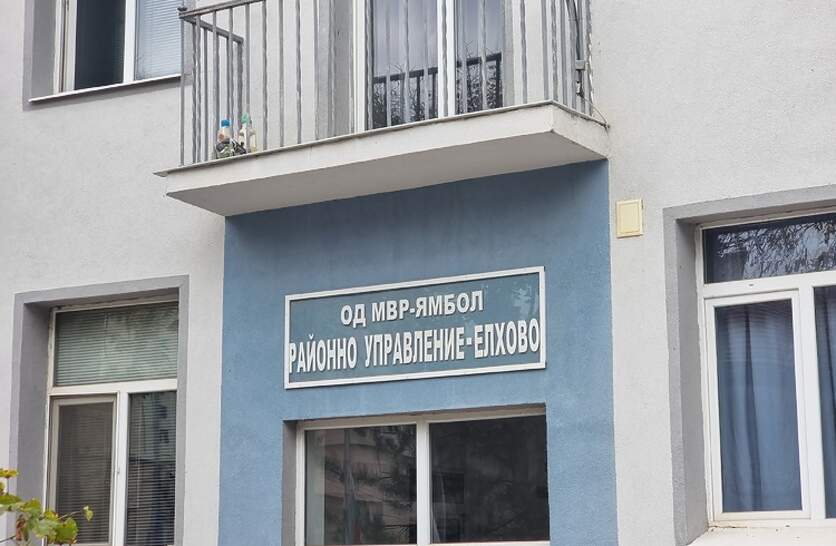 ОД МВР-ЯМБОЛ
РАЙОННО УПРАВЛЕНИЕ-ЕЛХОВО